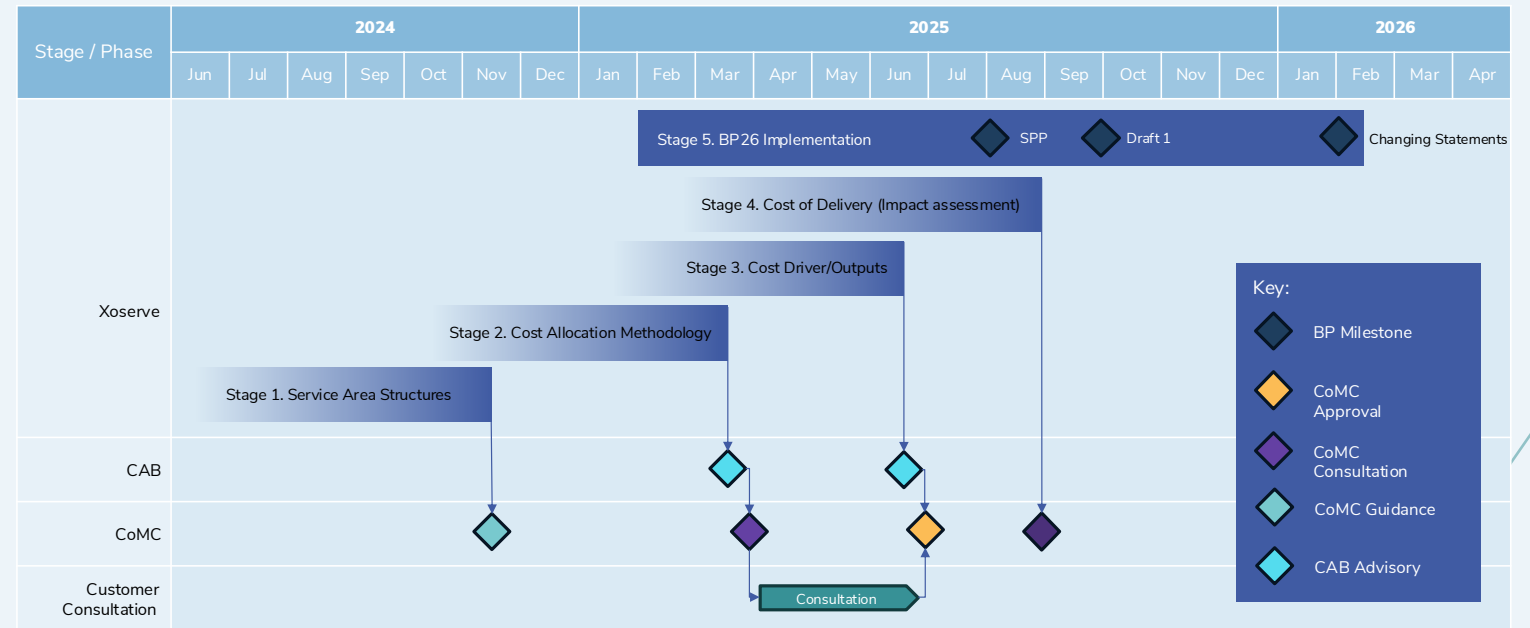 Stage / Phase
2024
2025
2026
Jun Jul Aug Sep Oct Nov Dec Jan Feb Mar Apr May Jun Jul Aug Sep Oct Nov Dec Jan Feb Mar Apr
Xoserve
Stage 5. BP26 Implementation
SPP
Draft 1
Changing Statements
Stage 4. Cost of Delivery (Impact assessment)
Stage 3. Cost Driver/Outputs
Stage 2. Cost Allocation Methodology
Stage 1. Service Area Structures
CAB
CoMC
Customer
Consultation
Consultation
Key:
BP Milestone
CoMC
Approval
CoMC
Consultation
CoMC Guidance
CAB Advisory